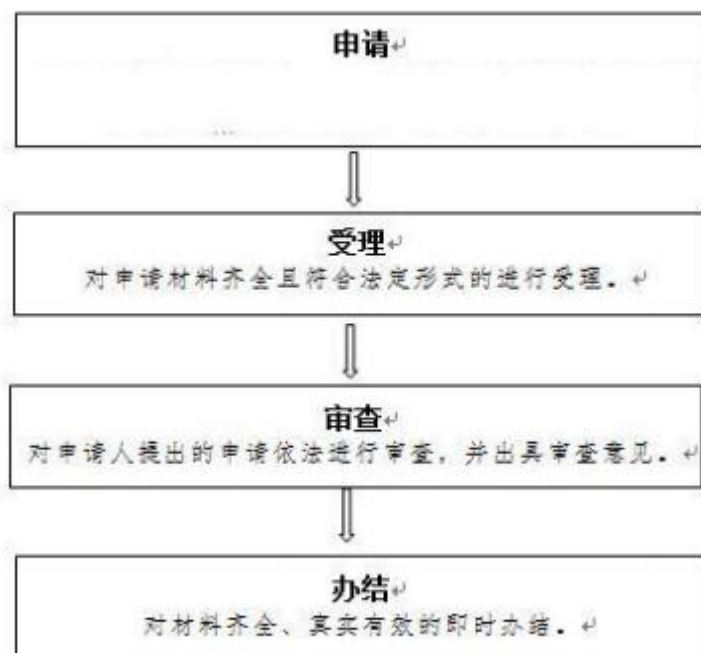 申请
受理
对申请材料齐全且符合法定形式的进行受理。
审查
对申请人提出的申请依法进行审查，并出具审查意见。
办结
对材料齐全、真实有效的即时办结。